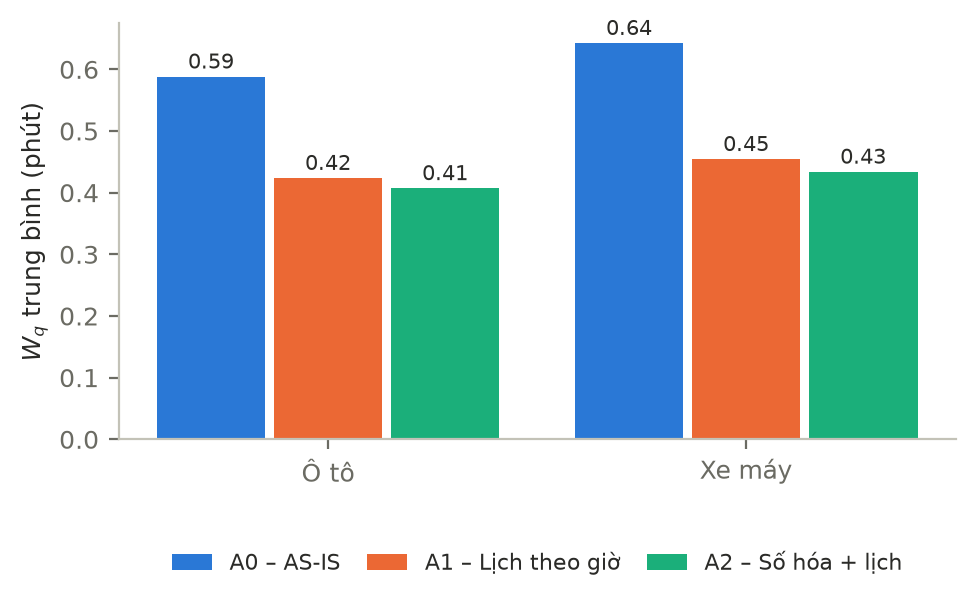 0.64
0.59
0.45
0.43
0.42
0.41
0.6
0.5
0.4
0.3
0.2
0.1
0.0
Wq trung bình (phút)
Ô tô
Xe máy
A0 – AS-IS
A1 – Lịch theo giờ
A2 – Số hóa + lịch